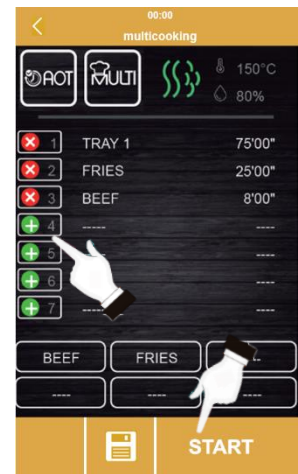 00:00
multicooking
AOT MULTI 150°C
80%
1 TRAY 1 75'00"
2 FRIES 25'00"
3 BEEF 8'00"
4 ----- ----
5 ----
6 ----
7 ----- ----
BEEF FRIES --
---- ---- ----
START